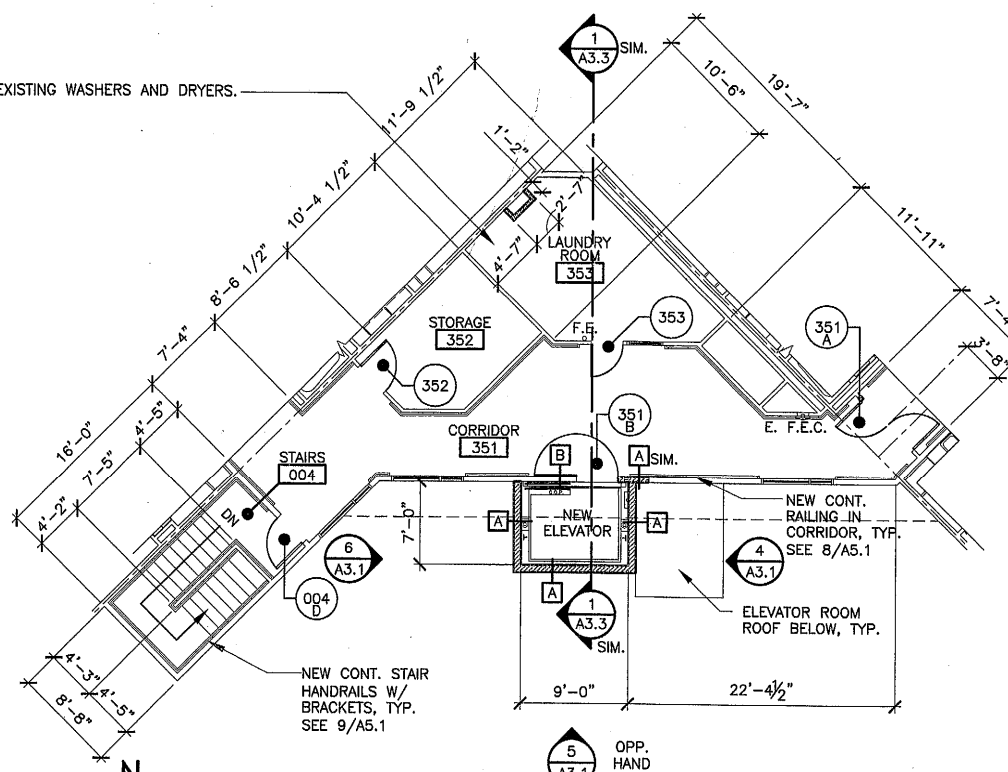 1
A3.3
SIM.
EXISTING WASHERS AND DRYERS.
11'-9 1/2"
10'-6"
19'-7"
1'-2"
2'-7"
4'-7"
10'-4 1/2"
8'-6 1/2"
7'-4"
16'-0"
11'-11"
3'-8"
LAUNDRY
ROOM
353
STORAGE
352
F.E.
353
351
A
352
351
B
E. F.E.C.
CORRIDOR
351
4'-5"
7'-5"
4'-2"
STAIRS
004
DN
B
A
SIM.
7'-0"
A
NEW
ELEVATOR
A
A
NEW CONT.
RAILING IN
CORRIDOR, TYP.
SEE 8/A5.1
6
A3.1
4
A3.1
004
D
1
A3.3
SIM.
ELEVATOR ROOM
ROOF BELOW, TYP.
4'-3"
8'-8"
4'-5"
NEW CONT. STAIR
HANDRAILS W/
BRACKETS, TYP.
SEE 9/A5.1
9'-0"
22'-4 1/2"
5
A3.1
OPP.
HAND
N